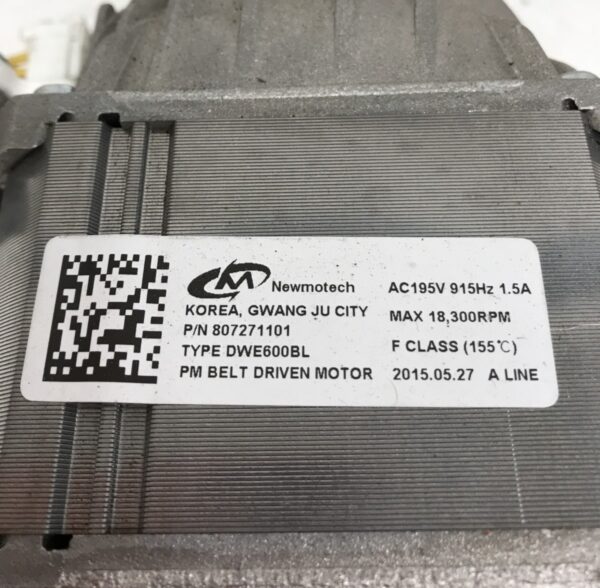 M Newmotech
KOREA, GWANG JU CITY
P/N 807271101
TYPE DWE600BL
PM BELT DRIVEN MOTOR
AC195V 915Hz 1.5A
MAX 18,300RPM
F CLASS (155℃)
2015.05.27 A LINE